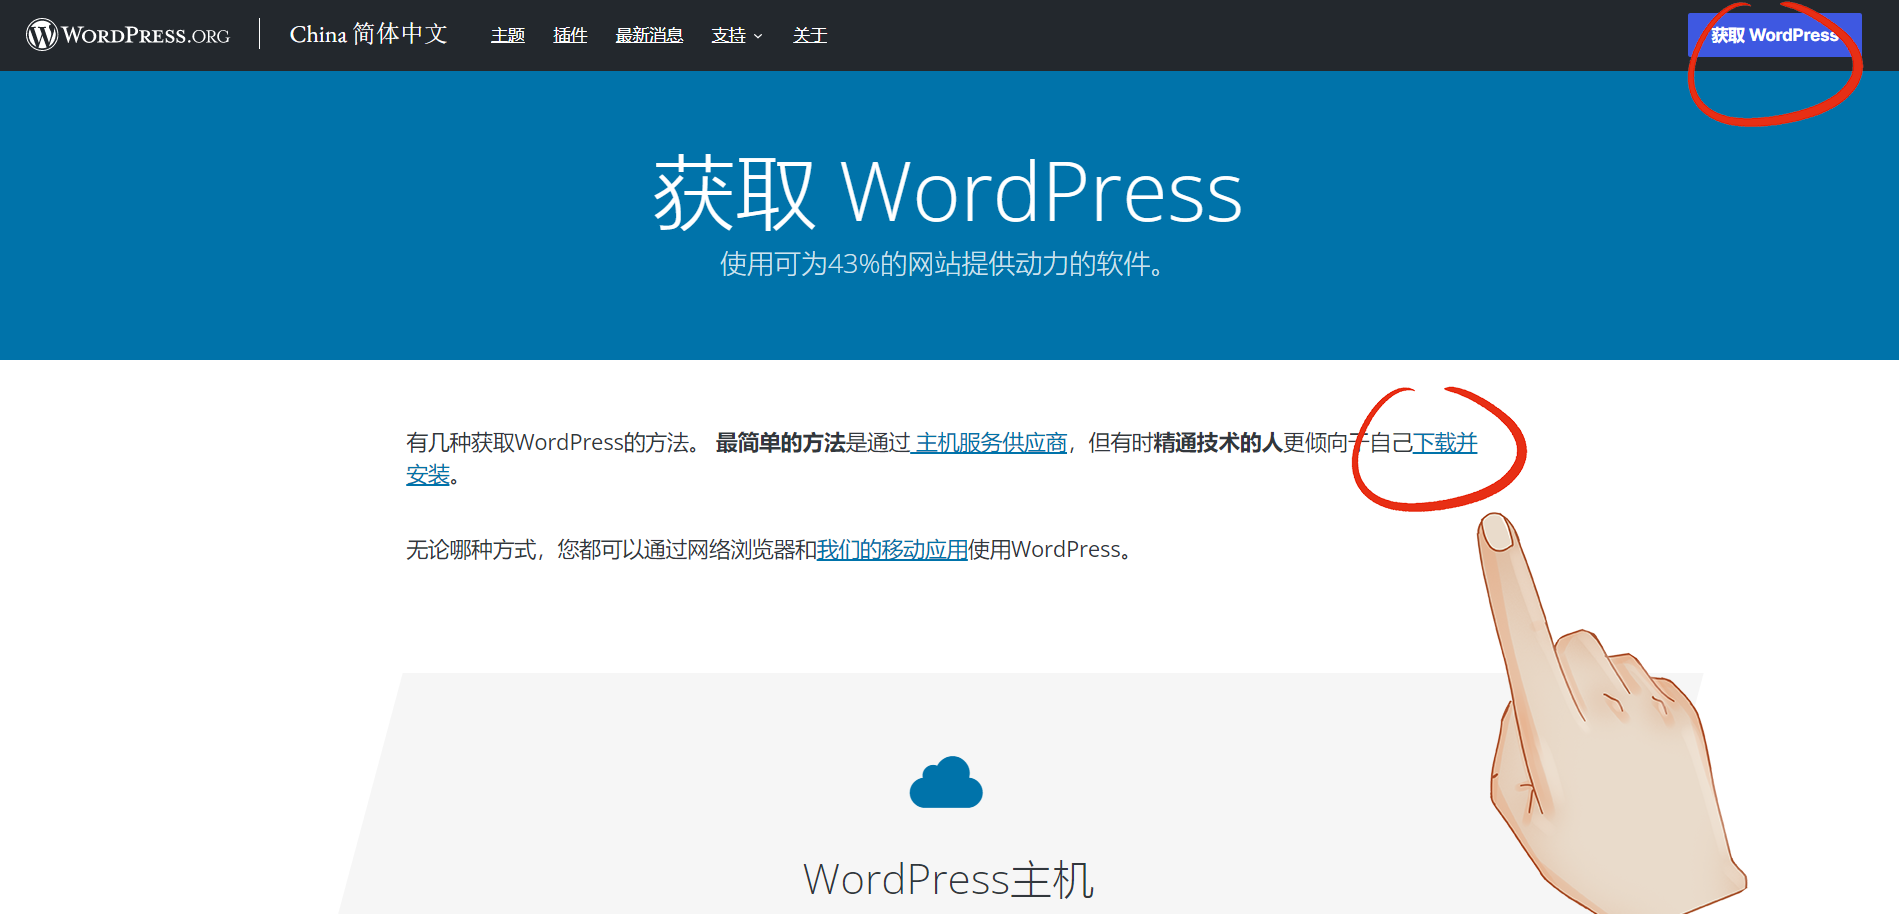 WORDPRESS.ORG China 简体中文 主题 插件 最新消息 支持 关于 获取 WordPress
获取 WordPress
使用可为43%的网站提供动力的软件。
有几种获取WordPress的方法。 最简单的方法是通过 主机服务供应商，但有时精通技术的人更倾向于自己下载并
安装。
无论哪种方式，您都可以通过网络浏览器和我们的移动应用使用WordPress。
WordPress主机